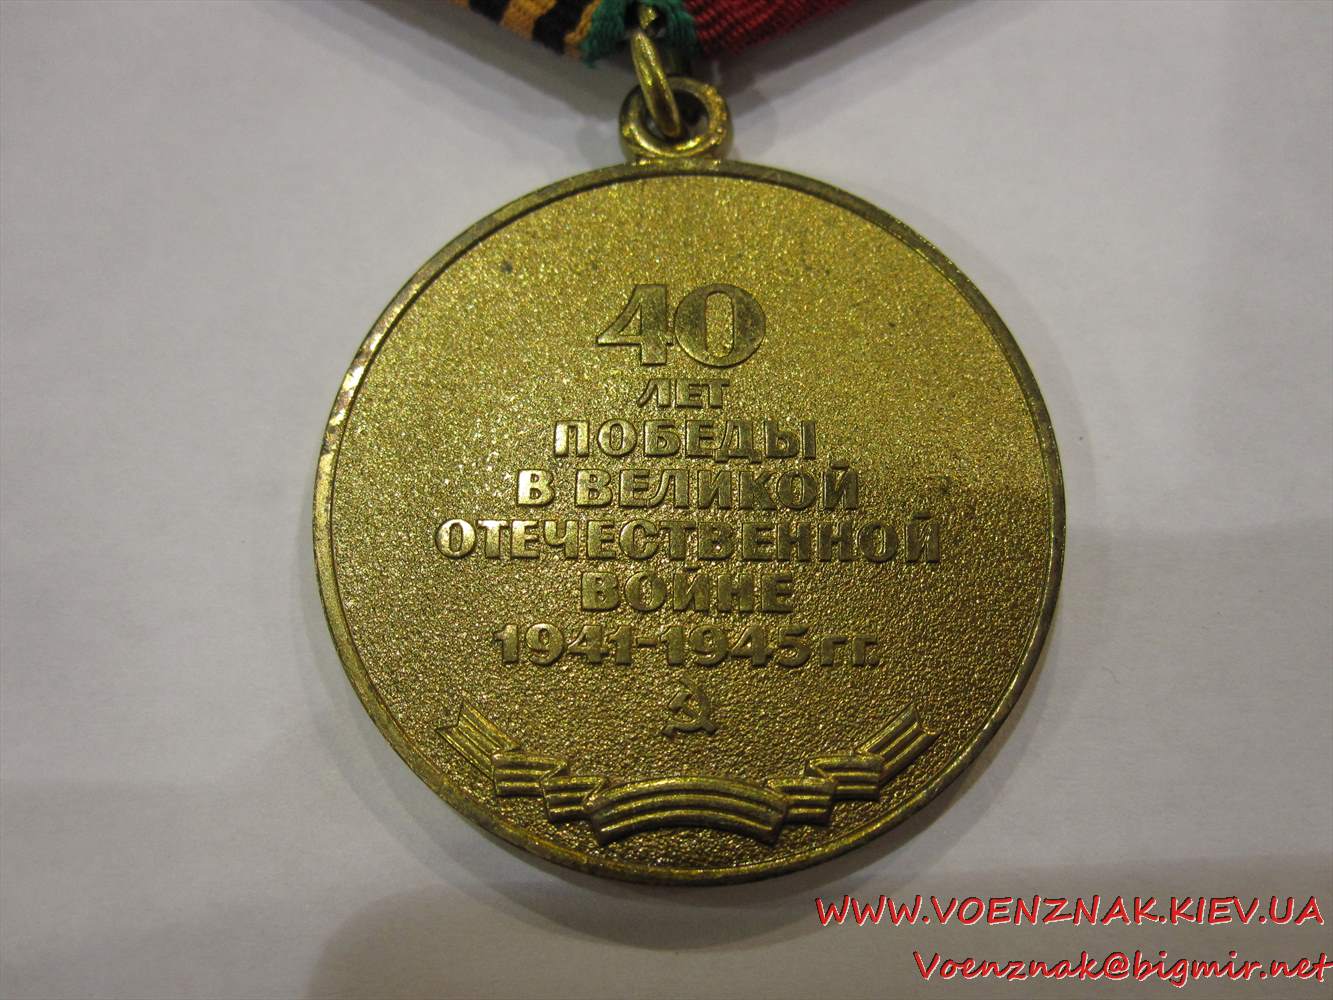 40
ЛЕТ
ПОБЕДЫ
В ВЕЛИКОЙ
ОТЕЧЕСТВЕННОЙ
ВОЙНЕ
1941-1945 гг.
WWW.VOENZNAK.KIEV.UA
Voenznak@bigmir.net